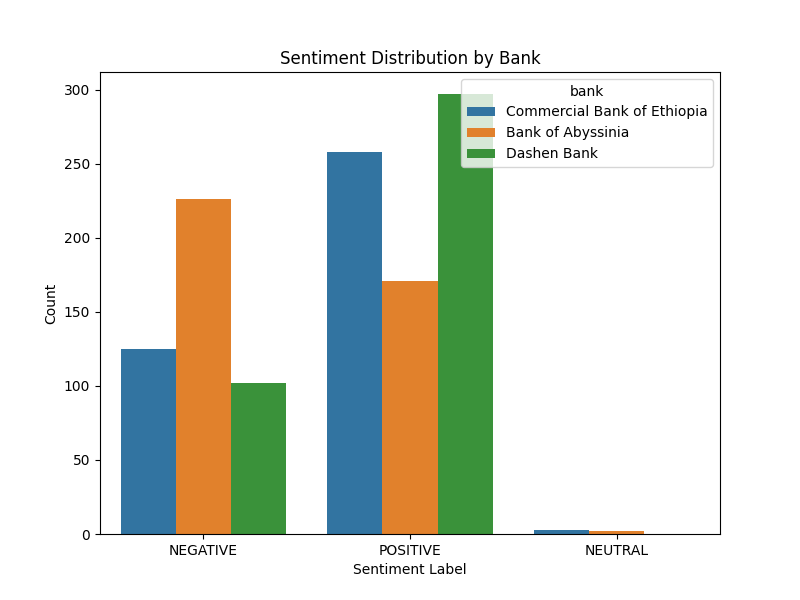 Sentiment Distribution by Bank
bank
Commercial Bank of Ethiopia
Bank of Abyssinia
Dashen Bank
Count
300
250
200
150
100
50
0
NEGATIVE POSITIVE NEUTRAL
Sentiment Label